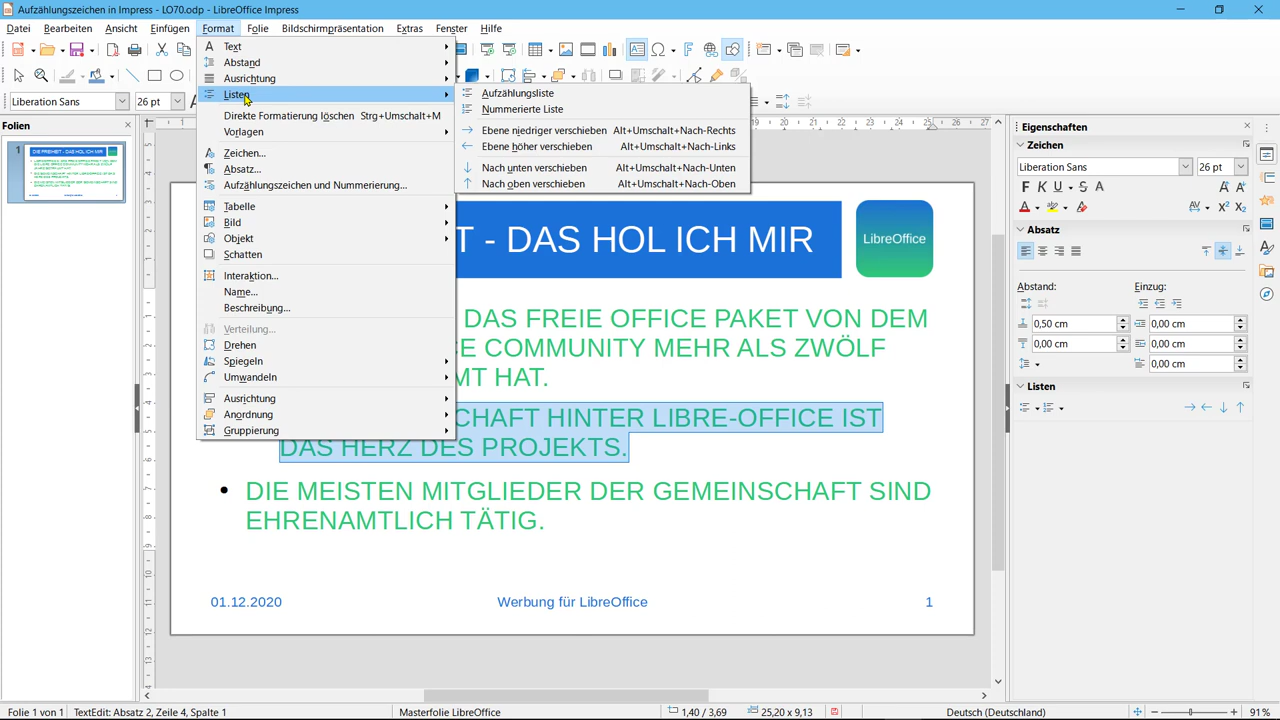 Aufzählungszeichen in Impress - LO70.odp - LibreOffice Impress
Datei Bearbeiten Ansicht Einfügen Format Folie Bildschirmpräsentation Extras Fenster Hilfe
Liberation Sans 26 pt
Folien
1
Text
Abstand
Ausrichtung
Listen
Direkte Formatierung löschen Strg+Umschalt+M
Vorlagen
Zeichen...
Absatz...
Aufzählungszeichen und Nummerierung...
Tabelle
Bild
Objekt
Schatten
Interaktion...
Name...
Beschreibung...
Verteilung...
Drehen
Spiegeln
Umwandeln
Ausrichtung
Anordnung
Gruppierung
Aufzählungsliste
Nummerierte Liste
Ebene niedriger verschieben Alt+Umschalt+Nach-Rechts
Ebene höher verschieben Alt+Umschalt+Nach-Links
Nach unten verschieben Alt+Umschalt+Nach-Unten
Nach oben verschieben Alt+Umschalt+Nach-Oben
T - DAS HOL ICH MIR
LibreOffice
DAS FREIE OFFICE PAKET VON DEM
CE COMMUNITY MEHR ALS ZWÖLF
MT HAT.
SCHAFT HINTER LIBRE-OFFICE IST
DAS HERZ DES PROJEKTS.
• DIE MEISTEN MITGLIEDER DER GEMEINSCHAFT SIND
EHRENAMTLICH TÄTIG.
01.12.2020 Werbung für LibreOffice 1
Eigenschaften
Zeichen
Liberation Sans 26 pt
Absatz
Abstand: Einzug:
0,50 cm 0,00 cm
0,00 cm 0,00 cm
0,00 cm
Listen
Folie 1 von 1 TextEdit: Absatz 2, Zeile 4, Spalte 1 Masterfolie LibreOffice 1,40 / 3,69 25,20 x 9,13 Deutsch (Deutschland) 91%